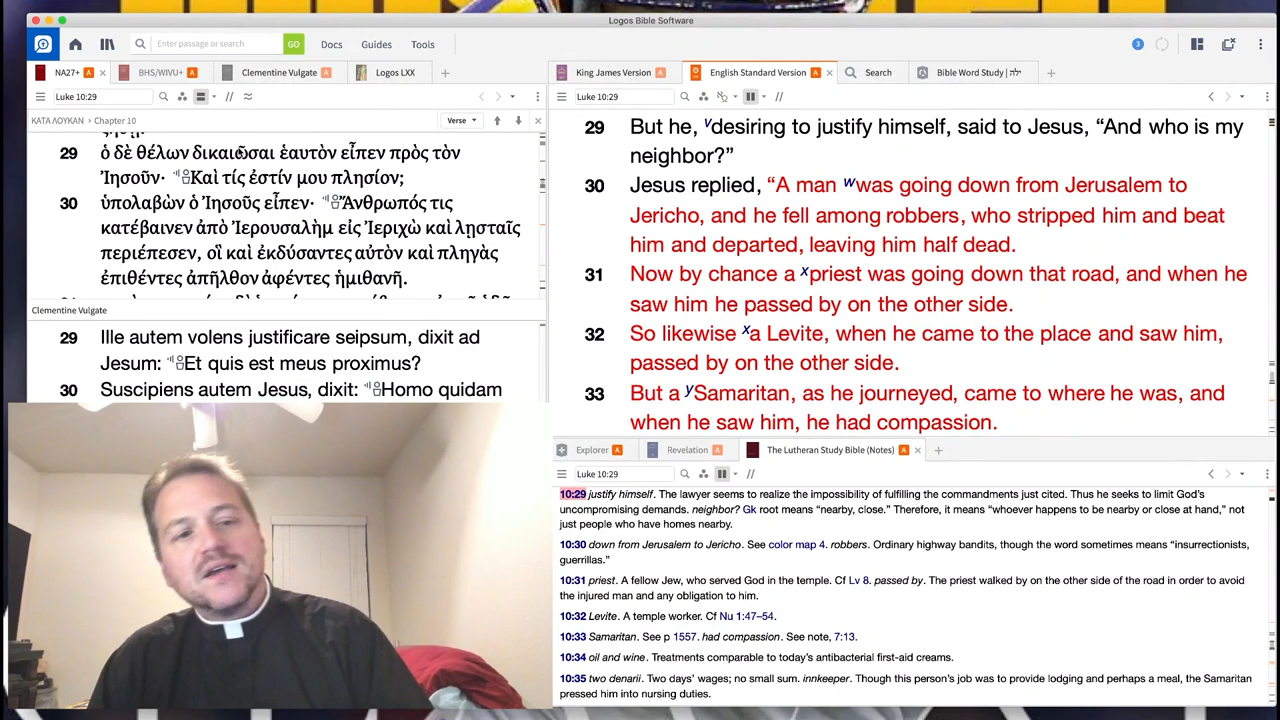 Logos Bible Software
Enter passage or search
GO
Docs
Guides
Tools
3
NA27+ A
BHS/WIVU+ A
Clementine Vulgate A
Logos LXX
Luke 10:29
ΚΑΤΑ ΛΟΥΚΑΝ › Chapter 10
Verse
29 ὁ δὲ θέλων δικαιῶσαι ἑαυτὸν εἶπεν πρὸς τὸν
Ἰησοῦν· Καὶ τίς ἐστίν μου πλησίον;
30 ὑπολαβὼν ὁ Ἰησοῦς εἶπεν· Ἄνθρωπός τις
κατέβαινεν ἀπὸ Ἰερουσαλὴμ εἰς Ἰεριχὼ καὶ λῃσταῖς
περιέπεσεν, οἳ καὶ ἐκδύσαντες αὐτὸν καὶ πληγὰς
ἐπιθέντες ἀπῆλθον ἀφέντες ἡμιθανῆ.
Clementine Vulgate
29 Ille autem volens justificare seipsum, dixit ad
Jesum: Et quis est meus proximus?
30 Suscipiens autem Jesus, dixit: Homo quidam
King James Version A
English Standard Version A
Search
Bible Word Study | ילד
Luke 10:29
29 But he, vdesiring to justify himself, said to Jesus, “And who is my
neighbor?”
30 Jesus replied, “A man wwas going down from Jerusalem to
Jericho, and he fell among robbers, who stripped him and beat
him and departed, leaving him half dead.
31 Now by chance a xpriest was going down that road, and when he
saw him he passed by on the other side.
32 So likewise xa Levite, when he came to the place and saw him,
passed by on the other side.
33 But a ySamaritan, as he journeyed, came to where he was, and
when he saw him, he had compassion.
Explorer A
Revelation A
The Lutheran Study Bible (Notes) A
Luke 10:29
10:29 justify himself. The lawyer seems to realize the impossibility of fulfilling the commandments just cited. Thus he seeks to limit God’s
uncompromising demands. neighbor? Gk root means “nearby, close.” Therefore, it means “whoever happens to be nearby or close at hand,” not
just people who have homes nearby.
10:30 down from Jerusalem to Jericho. See color map 4. robbers. Ordinary highway bandits, though the word sometimes means “insurrectionists,
guerrillas.”
10:31 priest. A fellow Jew, who served God in the temple. Cf Lv 8. passed by. The priest walked by on the other side of the road in order to avoid
the injured man and any obligation to him.
10:32 Levite. A temple worker. Cf Nu 1:47–54.
10:33 Samaritan. See p 1557. had compassion. See note, 7:13.
10:34 oil and wine. Treatments comparable to today’s antibacterial first-aid creams.
10:35 two denarii. Two days’ wages; no small sum. innkeeper. Though this person’s job was to provide lodging and perhaps a meal, the Samaritan
pressed him into nursing duties.